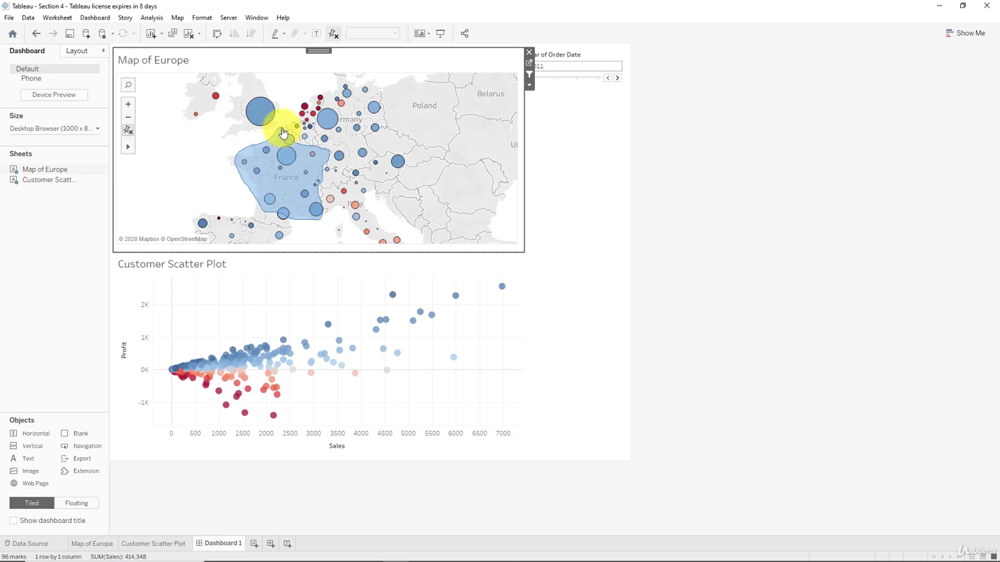 Tableau - Section 4 - Tableau license expires in 8 days
File Data Worksheet Dashboard Story Analysis Map Format Server Window Help
Show Me
Dashboard Layout
Default
Phone
Device Preview
Size
Desktop Browser (1000 x 8...
Sheets
Map of Europe
Customer Scatt...
Objects
Horizontal Blank
Vertical Navigation
Text Export
Image Extension
Web Page
Tiled Floating
Show dashboard title
Map of Europe
Belarus
Poland
France
© 2020 Mapbox © OpenStreetMap
ar of Order Date
Customer Scatter Plot
2K
1K
0K
-1K
Profit
0 500 1000 1500 2000 2500 3000 3500 4000 4500 5000 5500 6000 6500 7000
Sales
Data Source Map of Europe Customer Scatter Plot Dashboard 1
96 marks 1 row by 1 column SUM(Sales): 414,348
Udemy